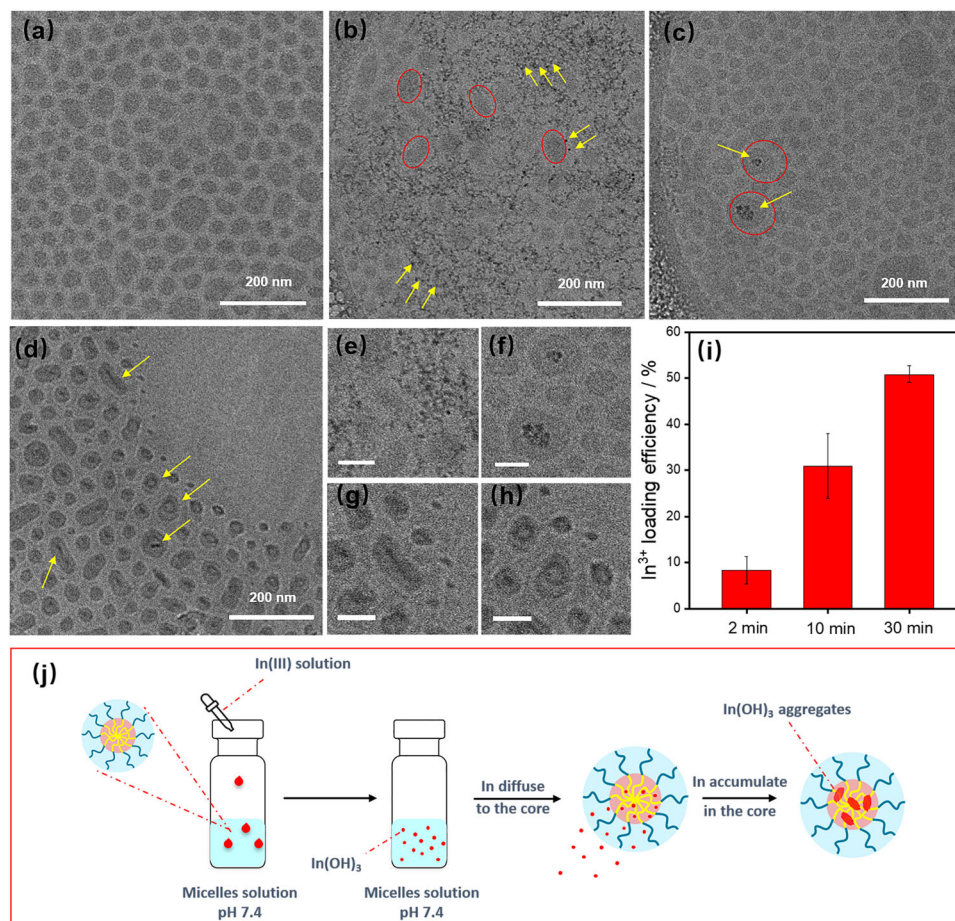 (a)
(b)
(c)
200 nm
200 nm
200 nm
(d)
(e)
(f)
(i)
(g)
(h)
200 nm
In³⁺ loading efficiency / %
60
50
40
30
20
10
0
2 min
10 min
30 min
(j)
In(III) solution
In(OH)₃
Micelles solution
pH 7.4
Micelles solution
pH 7.4
In diffuse
to the core
In accumulate
in the core
In(OH)₃ aggregates